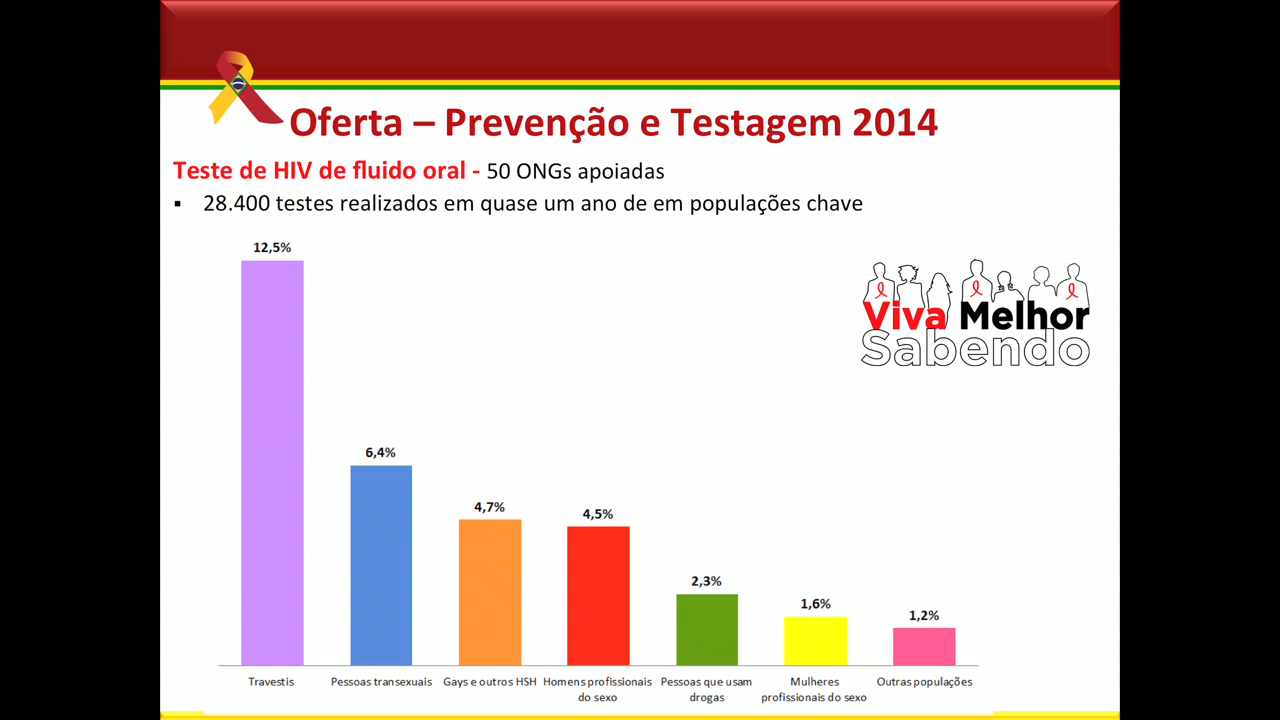 Oferta – Prevenção e Testagem 2014
Teste de HIV de fluido oral - 50 ONGs apoiadas
▪ 28.400 testes realizados em quase um ano de em populações chave
12,5%
6,4%
4,7%
4,5%
2,3%
1,6%
1,2%
Viva Melhor
Sabendo
Travestis
Pessoas transexuais
Gays e outros HSH
Homens profissionais
do sexo
Pessoas que usam
drogas
Mulheres
profissionais do sexo
Outras populações